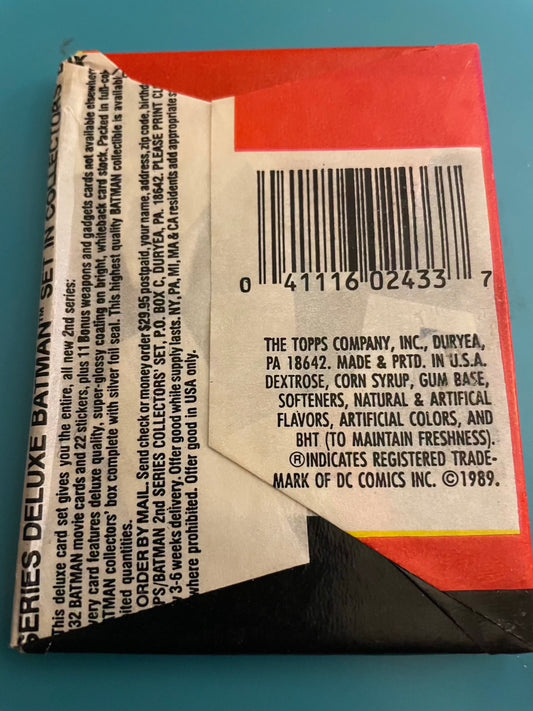 0 41116 02433 7
THE TOPPS COMPANY, INC., DURYEA,
PA 18642. MADE & PRTD. IN U.S.A.
DEXTROSE, CORN SYRUP, GUM BASE,
SOFTENERS, NATURAL & ARTIFICAL
FLAVORS, ARTIFICIAL COLORS, AND
BHT (TO MAINTAIN FRESHNESS).
®INDICATES REGISTERED TRADE-
MARK OF DC COMICS INC. ©1989.
SERIES DELUXE BATMAN™ SET IN COLLECTORS
This deluxe card set gives you the entire, all new 2nd series:
32 BATMAN movie cards and 22 stickers, plus 11 Bonus weapons and gadgets cards not available elsewhere
very card features deluxe quality, super-glossy coating on bright, whiteback card stock. Packed in full-col
TMAN collectors' box complete with silver foil seal. This highest quality BATMAN collectible is availabl
ited quantities.
ORDER BY MAIL. Send check or money order $29.95 postpaid, your name, address, zip code, birthd
PS/BATMAN 2nd SERIES COLLECTORS' SET, P.O. BOX C, DURYEA, PA. 18642. PLEASE PRINT CL
3-6 weeks delivery. Offer good while supply lasts. NY, PA, MI, MA & CA residents add appropriate s
where prohibited. Offer good in USA only.